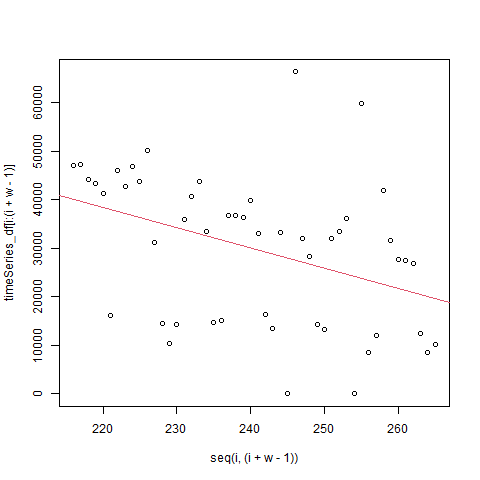 60000
50000
40000
30000
20000
10000
0
timeSeries_df[i:(i + w - 1)]
220 230 240 250 260
seq(i, (i + w - 1))